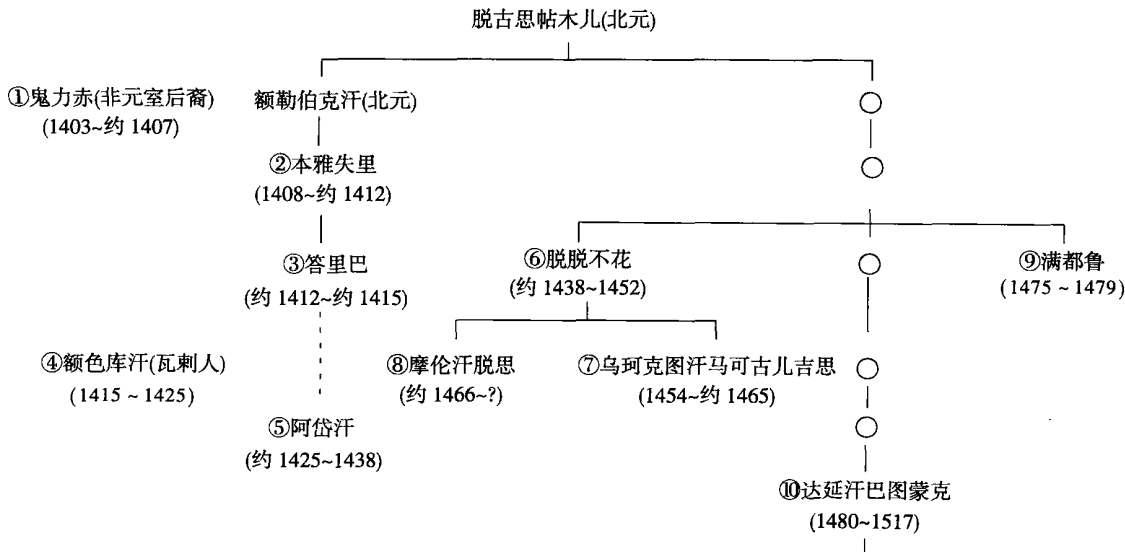 脱古思帖木儿(北元)
①鬼力赤(非元室后裔)
(1403~约 1407)
额勒伯克汗(北元)
②本雅失里
(1408~约 1412)
③答里巴
(约 1412~约 1415)
⑥脱脱不花
(约 1438~1452)
⑨满都鲁
(1475 ~ 1479)
④额色库汗(瓦剌人)
(1415 ~ 1425)
⑧摩伦汗脱思
(约 1466~?)
⑦乌珂克图汗马可古儿吉思
(1454~约 1465)
⑤阿岱汗
(约 1425~1438)
⑩达延汗巴图蒙克
(1480~1517)